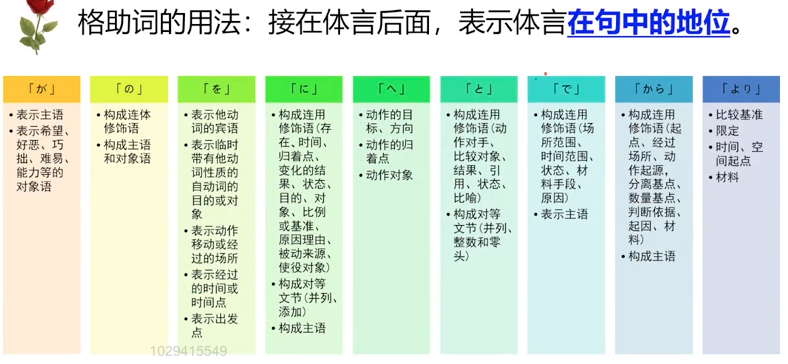 格助词的用法：接在体言后面，表示体言在句中的地位。
「が」
• 表示主语
• 表示希望、
好恶、巧
拙、难易、
能力等的
对象语
「の」
• 构成连体
修饰语
• 构成主语
和对象语
「を」
• 表示他动
词的宾语
• 表示临时
带有他动
词性质的
自动词的
目的或对
象
• 表示动作
移动或经
过的场所
• 表示经过
的时间或
时间点
• 表示出发
点
「に」
• 构成连用
修饰语(存
在、时间、
归着点、
变化的结
果、状态、
目的、对
象、比例
或基准、
原因理由、
被动来源、
使役对象)
• 构成对等
文节(并列、
添加)
• 构成主语
「へ」
• 动作的目
标、方向
• 动作的归
着点
• 动作对象
「と」
• 构成连用
修饰语(动
作对手、
比较对象、
结果、引
用、状态、
比喻)
• 构成对等
文节(并列、
整数和零
头)
「で」
• 构成连用
修饰语(场
所范围、
时间范围、
状态、材
料手段、
原因)
• 表示主语
「から」
• 构成连用
修饰语(起
点、经过
场所、动
作起源，
分离基点、
数量基点、
判断依据、
起因、材
料)
• 构成主语
「より」
• 比较基准
• 限定
• 时间、空
间起点
• 材料
1029415549